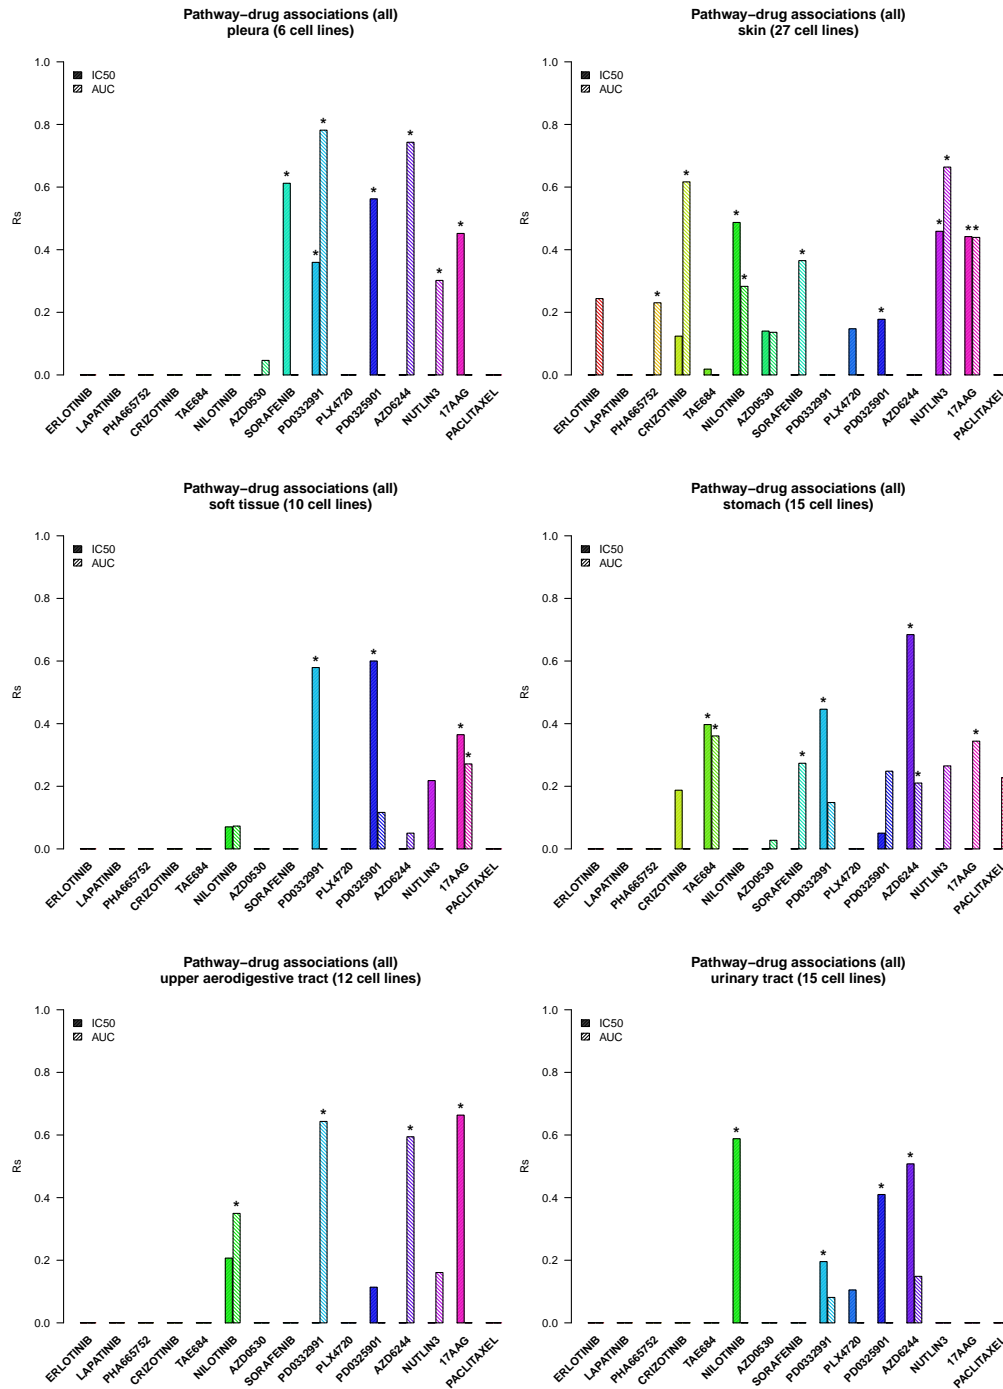 Pathway−drug associations (all)
pleura (6 cell lines)
Rs
1.0
0.8
0.6
0.4
0.2
0.0
IC50
AUC
* * * * * * *
ERLOTINIB
LAPATINIB
PHA665752
CRIZOTINIB
TAE684
NILOTINIB
AZD0530
SORAFENIB
PD0332991
PLX4720
PD0325901
AZD6244
NUTLIN3
17AAG
PACLITAXEL
Pathway−drug associations (all)
skin (27 cell lines)
Rs
1.0
0.8
0.6
0.4
0.2
0.0
IC50
AUC
* * * * * * * * * *
ERLOTINIB
LAPATINIB
PHA665752
CRIZOTINIB
TAE684
NILOTINIB
AZD0530
SORAFENIB
PD0332991
PLX4720
PD0325901
AZD6244
NUTLIN3
17AAG
PACLITAXEL
Pathway−drug associations (all)
soft tissue (10 cell lines)
Rs
1.0
0.8
0.6
0.4
0.2
0.0
IC50
AUC
* * * *
ERLOTINIB
LAPATINIB
PHA665752
CRIZOTINIB
TAE684
NILOTINIB
AZD0530
SORAFENIB
PD0332991
PLX4720
PD0325901
AZD6244
NUTLIN3
17AAG
PACLITAXEL
Pathway−drug associations (all)
stomach (15 cell lines)
Rs
1.0
0.8
0.6
0.4
0.2
0.0
IC50
AUC
* * * * * * *
ERLOTINIB
LAPATINIB
PHA665752
CRIZOTINIB
TAE684
NILOTINIB
AZD0530
SORAFENIB
PD0332991
PLX4720
PD0325901
AZD6244
NUTLIN3
17AAG
PACLITAXEL
Pathway−drug associations (all)
upper aerodigestive tract (12 cell lines)
Rs
1.0
0.8
0.6
0.4
0.2
0.0
IC50
AUC
* * * *
ERLOTINIB
LAPATINIB
PHA665752
CRIZOTINIB
TAE684
NILOTINIB
AZD0530
SORAFENIB
PD0332991
PLX4720
PD0325901
AZD6244
NUTLIN3
17AAG
PACLITAXEL
Pathway−drug associations (all)
urinary tract (15 cell lines)
Rs
1.0
0.8
0.6
0.4
0.2
0.0
IC50
AUC
* * * *
ERLOTINIB
LAPATINIB
PHA665752
CRIZOTINIB
TAE684
NILOTINIB
AZD0530
SORAFENIB
PD0332991
PLX4720
PD0325901
AZD6244
NUTLIN3
17AAG
PACLITAXEL